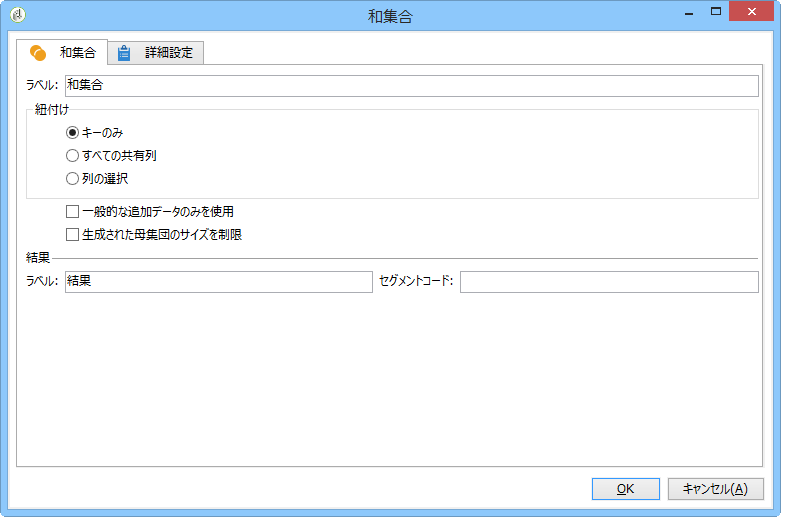 和集合
和集合 詳細設定
ラベル: 和集合
紐付け
キーのみ
すべての共有列
列の選択
一般的な追加データのみを使用
生成された母集団のサイズを制限
結果
ラベル: 結果 セグメントコード:
OK キャンセル(A)